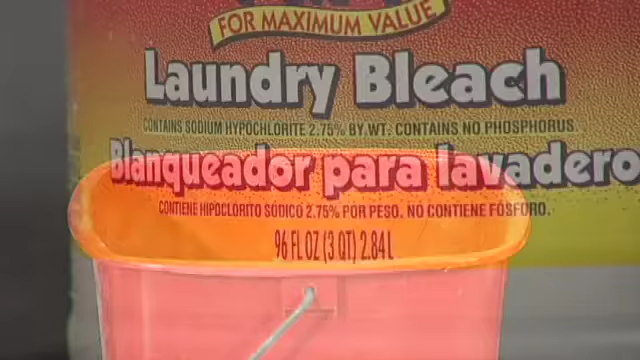 FOR MAXIMUM VALUE
Laundry Bleach
CONTAINS SODIUM HYPOCHLORITE 2.75% BY WT. CONTAINS NO PHOSPHORUS.
Blanqueador para lavadero
CONTIENE HIPOCLORITO SÓDICO 2.75% POR PESO. NO CONTIENE FÓSFORO.
96 FL OZ (3 QT) 2.84 L